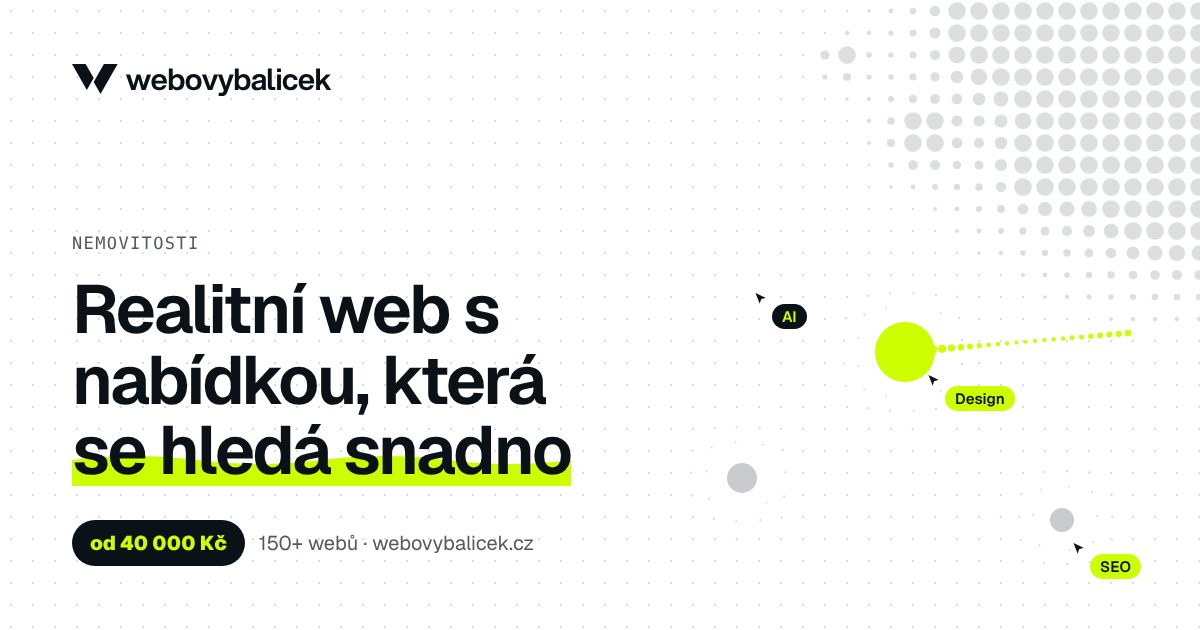 webovybalicek
NEMOVITOSTI
Realitní web s
nabídkou, která
se hledá snadno
od 40 000 Kč
150+ webů · webovybalicek.cz
AI
Design
SEO